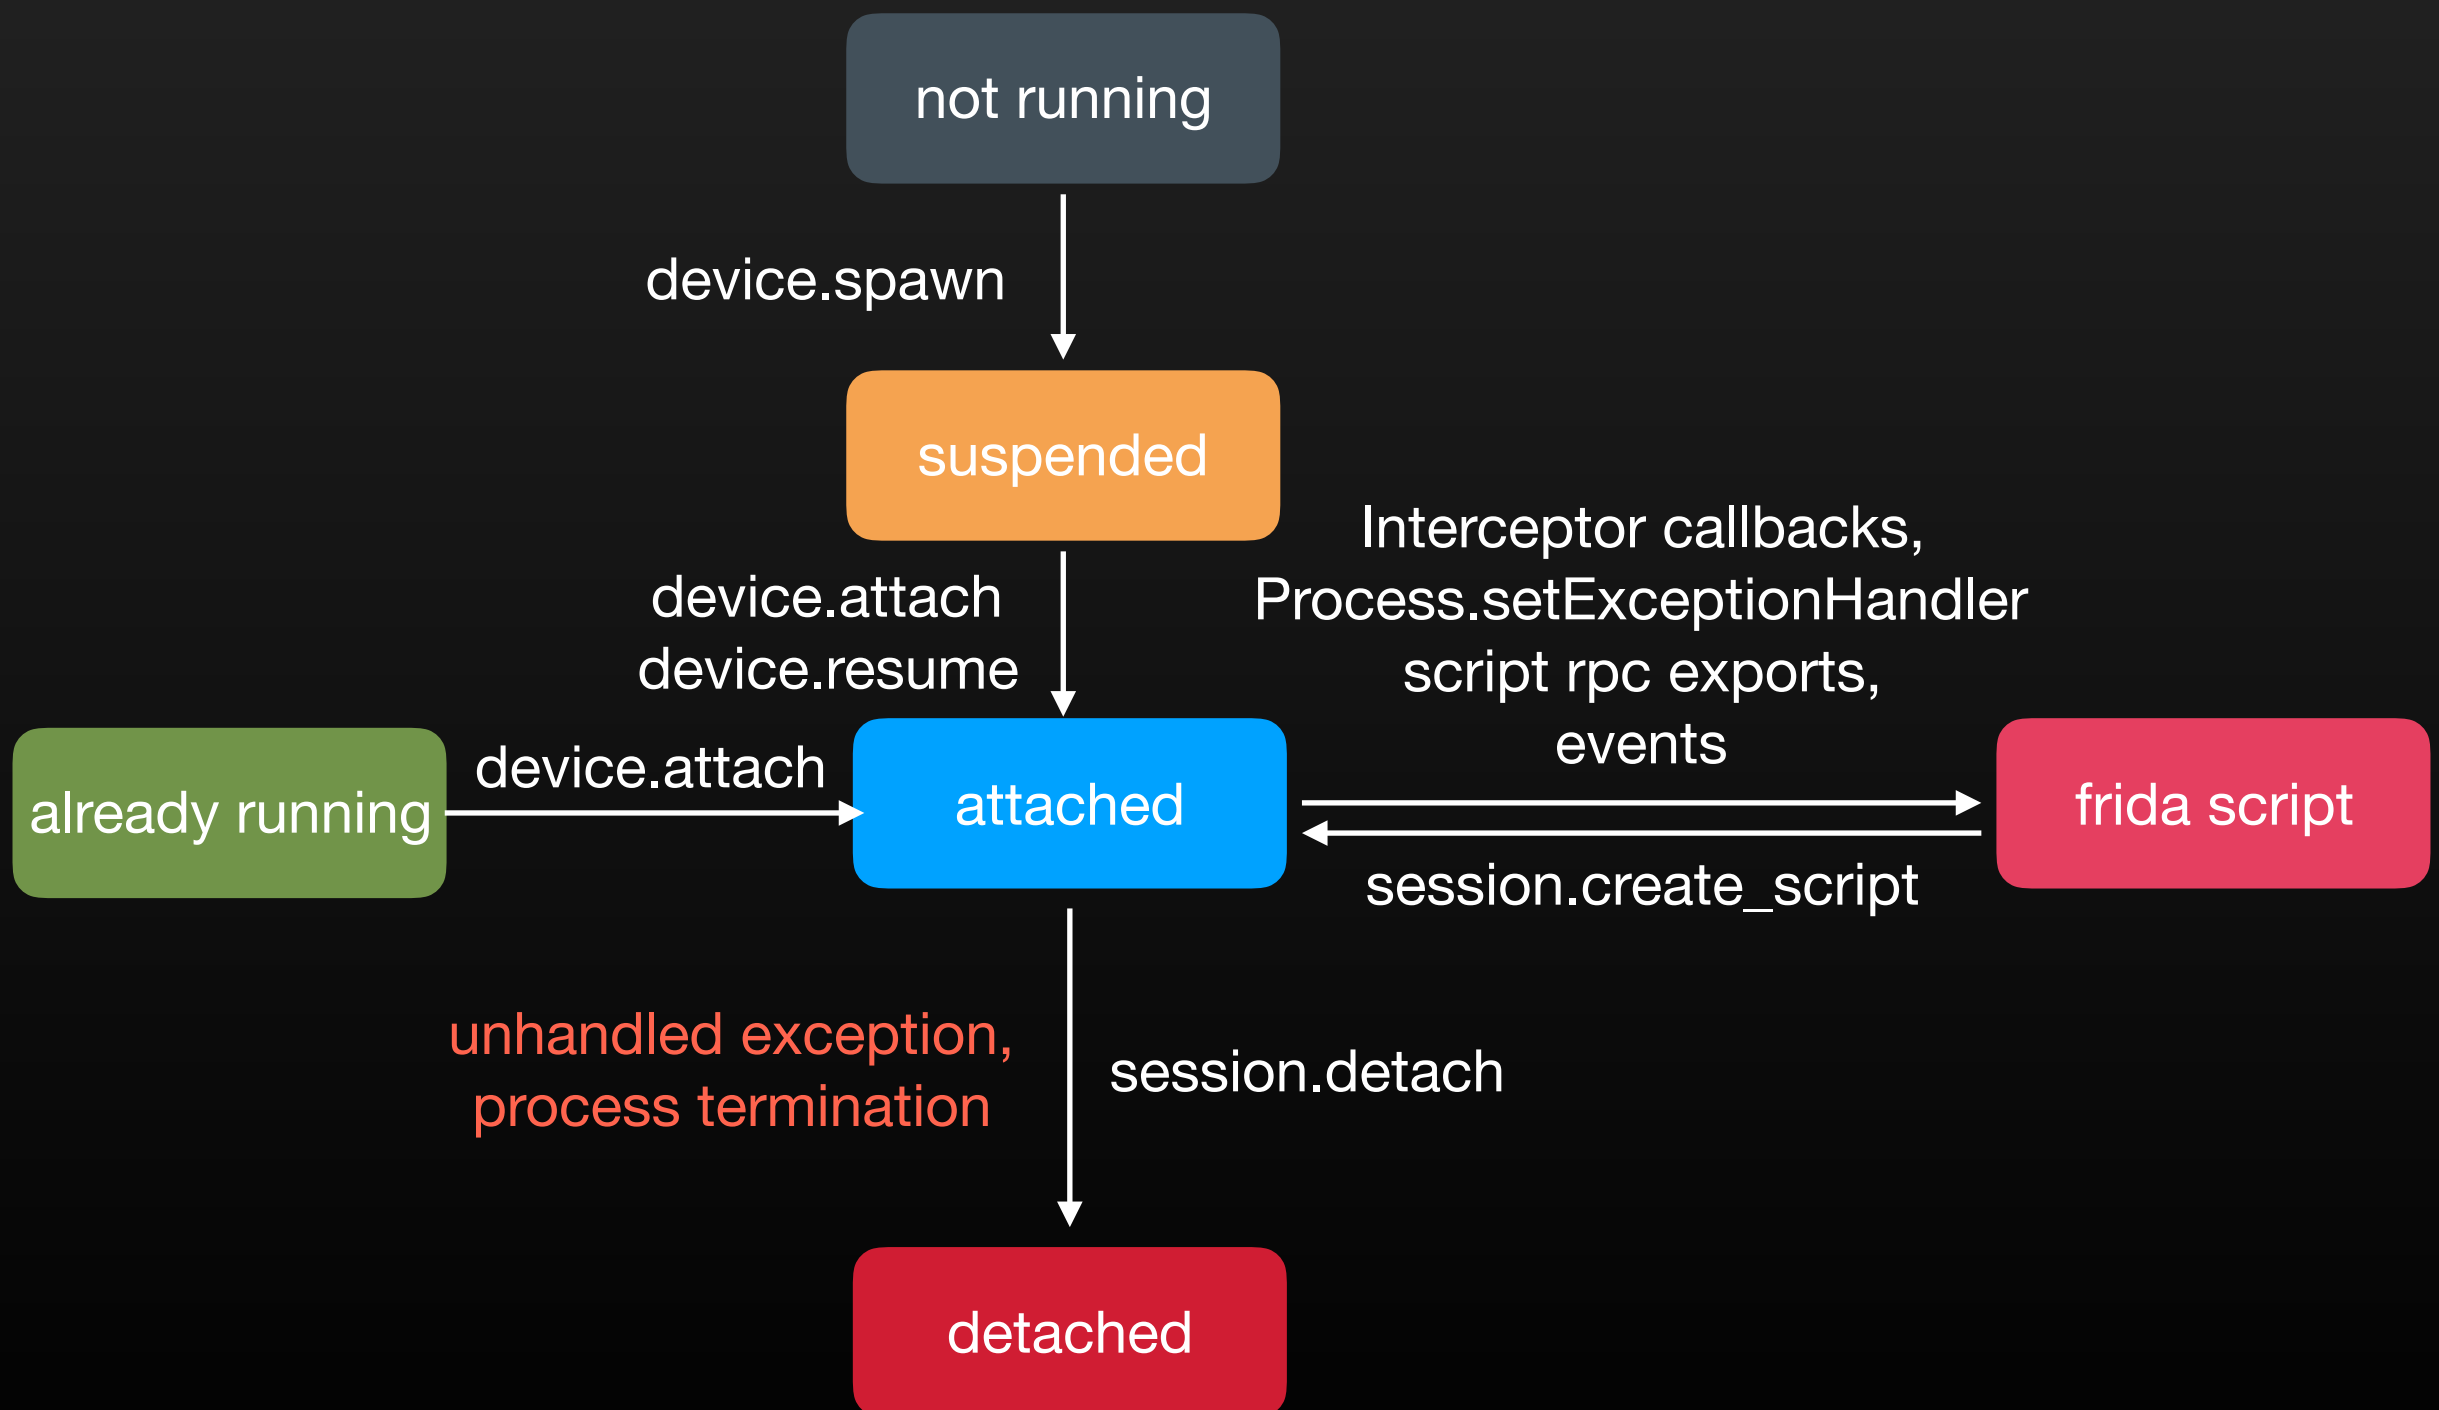 not running
device.spawn
suspended
device.attach
device.resume
Interceptor callbacks,
Process.setExceptionHandler
script rpc exports,
events
already running
device.attach
attached
frida script
session.create_script
unhandled exception,
process termination
session.detach
detached